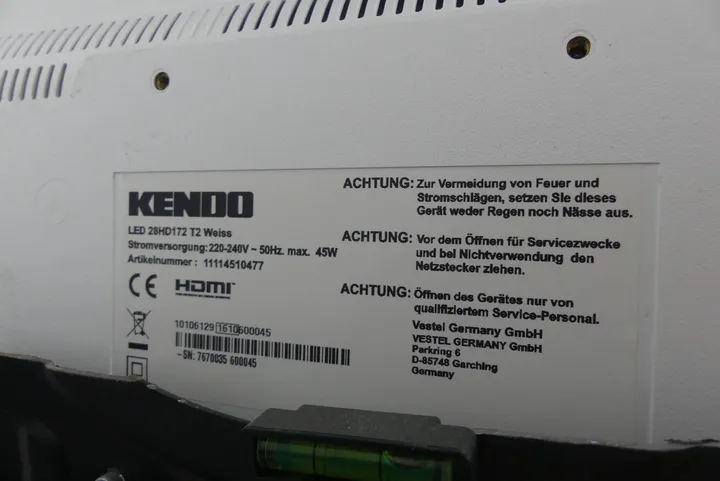 KENDO
LED 28HD172 T2 Weiss
Stromversorgung: 220-240V ~ 50Hz. max. 45W
Artikelnummer : 11114510477
CE HDMI
10106129 1610600045
-SN: 7670035 600045
ACHTUNG: Zur Vermeidung von Feuer und
Stromschlägen, setzen Sie dieses
Gerät weder Regen noch Nässe aus.
ACHTUNG: Vor dem Öffnen für Servicezwecke
und bei Nichtverwendung den
Netzstecker ziehen.
ACHTUNG: Öffnen des Gerätes nur von
qualifiziertem Service-Personal.
Vestel Germany GmbH
VESTEL GERMANY GmbH
Parkring 6
D-85748 Garching
Germany